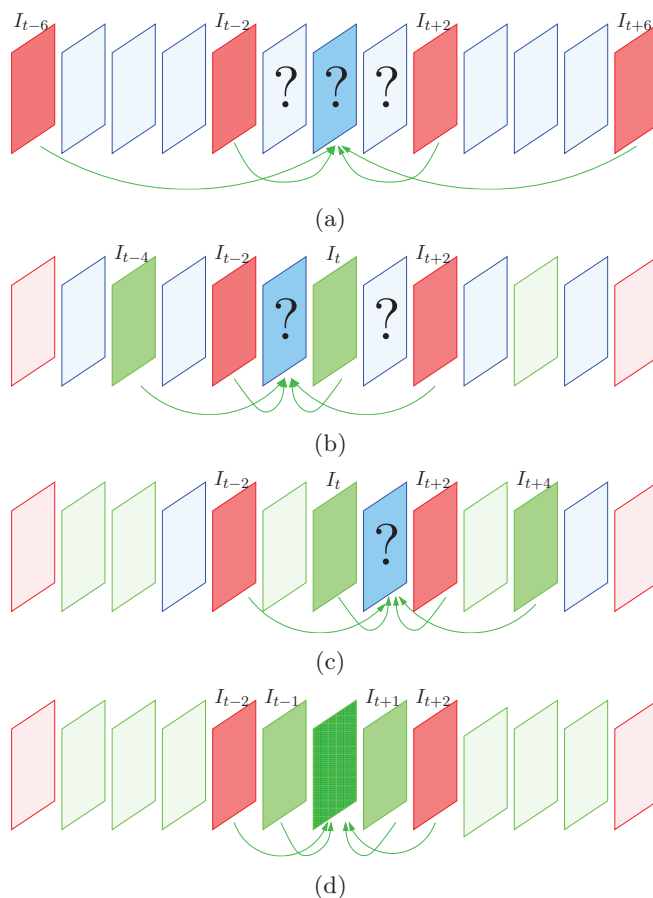 I_{t−6} I_{t−2} I_{t+2} I_{t+6}
? ? ?
(a)
I_{t−4} I_{t−2} I_t I_{t+2}
? ?
(b)
I_{t−2} I_t I_{t+2} I_{t+4}
?
(c)
I_{t−2} I_{t−1} I_{t+1} I_{t+2}
(d)